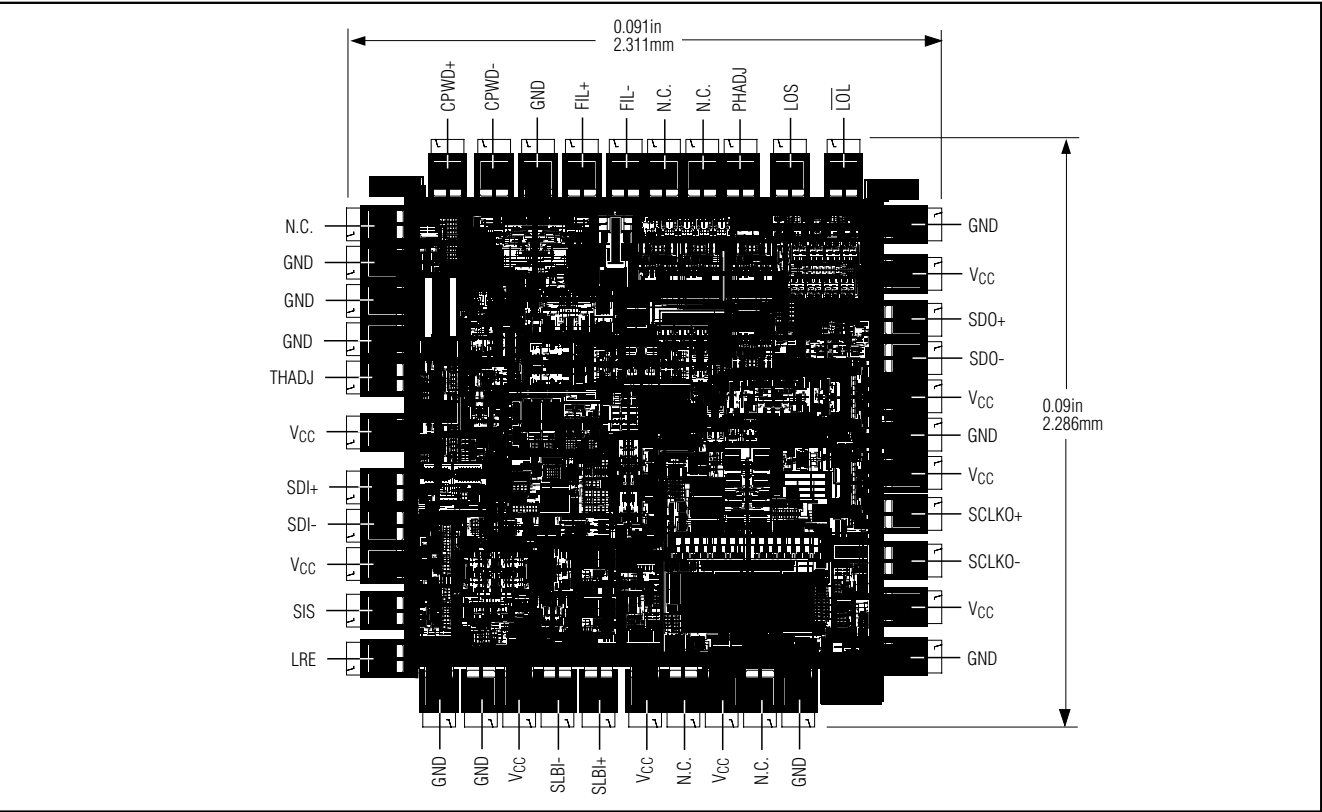 0.091in
2.311mm
CPWD+
CPWD-
GND
FIL+
FIL-
N.C.
N.C.
PHADJ
LOS
L̅O̅L̅
N.C.
GND
GND
GND
THADJ
VCC
SDI+
SDI-
VCC
SIS
LRE
GND
VCC
SDO+
SDO-
VCC
GND
VCC
SCLKO+
SCLKO-
VCC
GND
0.09in
2.286mm
GND
GND
VCC
SLBI-
SLBI+
VCC
N.C.
VCC
N.C.
GND